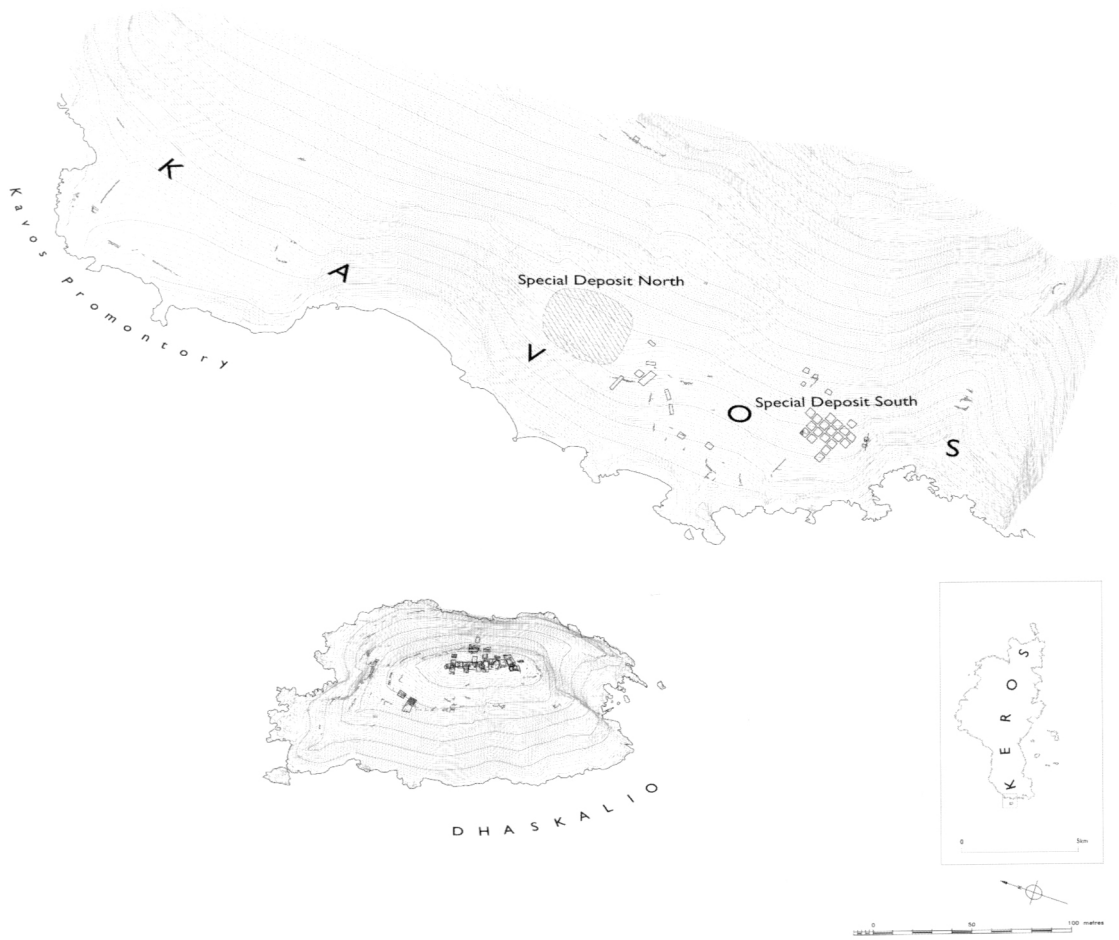 K A V O S
Kavos Promontory
Special Deposit North
Special Deposit South
DHASKALIO
KEROS
0 5km
0 50 100 metres